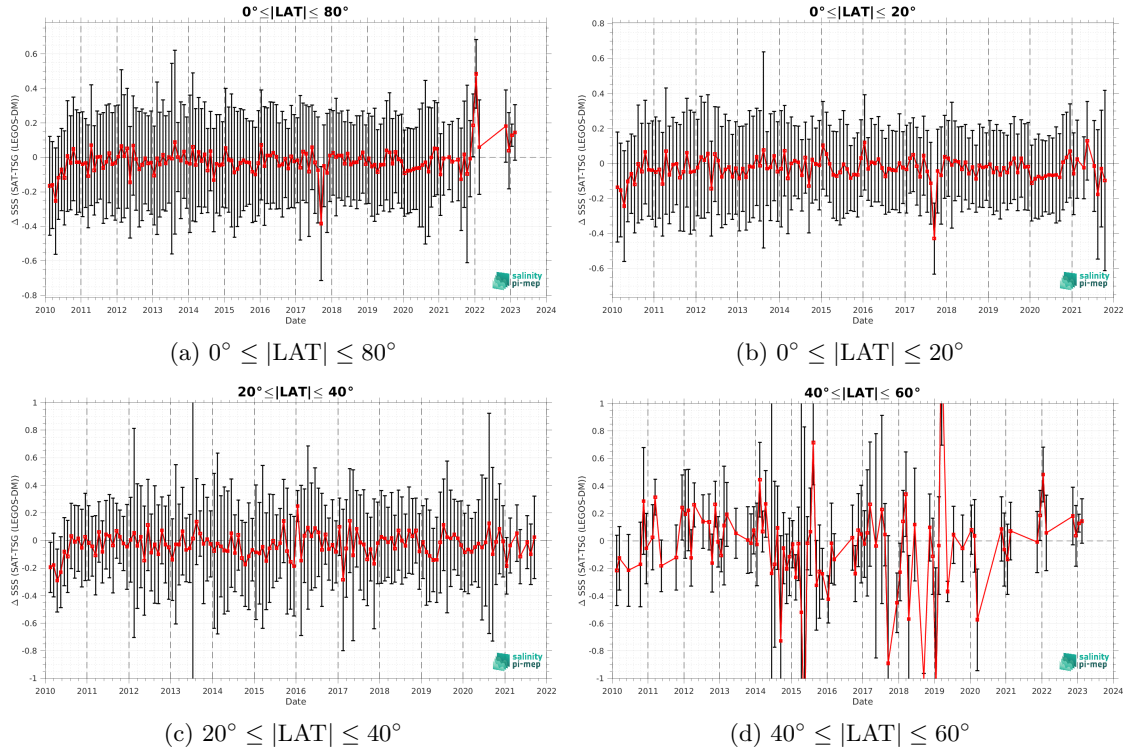 0°≤|LAT|≤ 80°
Δ SSS (SAT-TSG (LEGOS-DM))
0.6
0.4
0.2
0
-0.2
-0.4
-0.6
-0.8
2010 2011 2012 2013 2014 2015 2016 2017 2018 2019 2020 2021 2022 2023 2024
Date
salinity
pi-mep
(a) 0° ≤ |LAT| ≤ 80°
0°≤|LAT|≤ 20°
Δ SSS (SAT-TSG (LEGOS-DM))
0.8
0.6
0.4
0.2
0
-0.2
-0.4
-0.6
2010 2011 2012 2013 2014 2015 2016 2017 2018 2019 2020 2021 2022
Date
salinity
pi-mep
(b) 0° ≤ |LAT| ≤ 20°
20°≤|LAT|≤ 40°
Δ SSS (SAT-TSG (LEGOS-DM))
1
0.8
0.6
0.4
0.2
0
-0.2
-0.4
-0.6
-0.8
-1
2010 2011 2012 2013 2014 2015 2016 2017 2018 2019 2020 2021 2022
Date
salinity
pi-mep
(c) 20° ≤ |LAT| ≤ 40°
40°≤|LAT|≤ 60°
Δ SSS (SAT-TSG (LEGOS-DM))
1
0.8
0.6
0.4
0.2
0
-0.2
-0.4
-0.6
-0.8
-1
2010 2011 2012 2013 2014 2015 2016 2017 2018 2019 2020 2021 2022 2023 2024
Date
salinity
pi-mep
(d) 40° ≤ |LAT| ≤ 60°